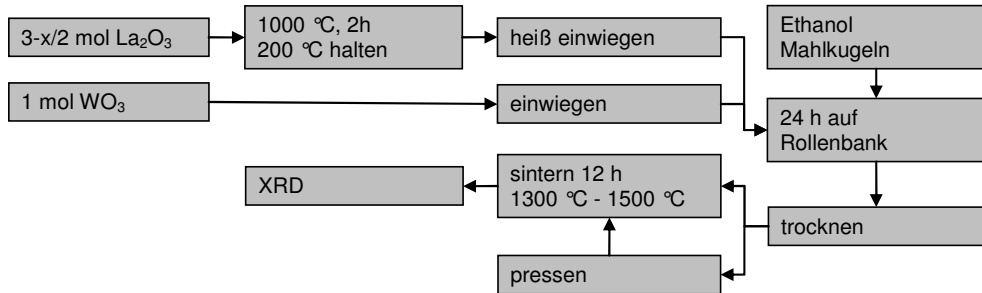 3-x/2 mol La₂O₃
1000 °C, 2h
200 °C halten
heiß einwiegen
Ethanol
Mahlkugeln
1 mol WO₃
einwiegen
24 h auf
Rollenbank
XRD
sintern 12 h
1300 °C - 1500 °C
trocknen
pressen